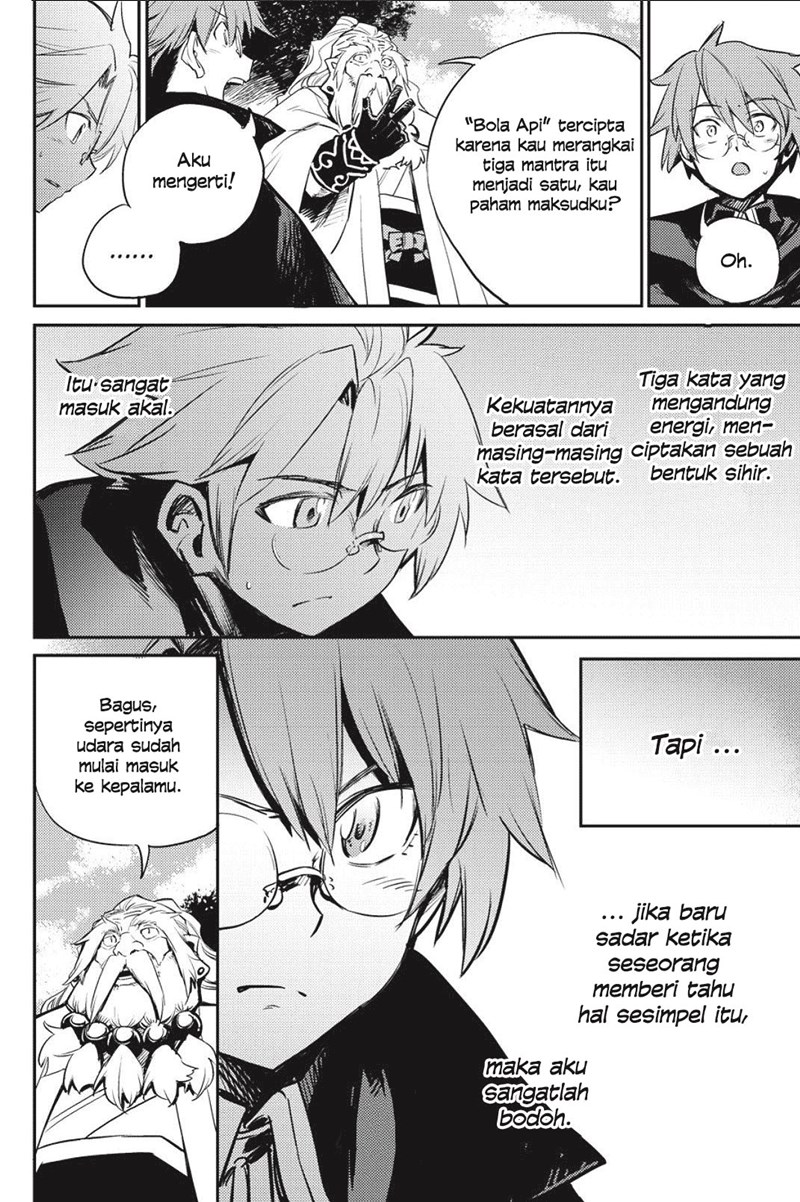 Oh.
"Bola Api" tercipta
karena kau merangkai
tiga mantra itu
menjadi satu, kau
paham maksudku?
Aku
mengerti!
......
Tiga kata yang
mengandung
energi, men-
ciptakan sebuah
bentuk sihir.
Kekuatannya
berasal dari
masing-masing
kata tersebut.
Itu sangat
masuk akal.
Tapi ...
... jika baru
sadar ketika
seseorang
memberi tahu
hal sesimpel itu,
maka aku
sangatlah
bodoh.
Bagus,
sepertinya
udara sudah
mulai masuk
ke kepalamu.